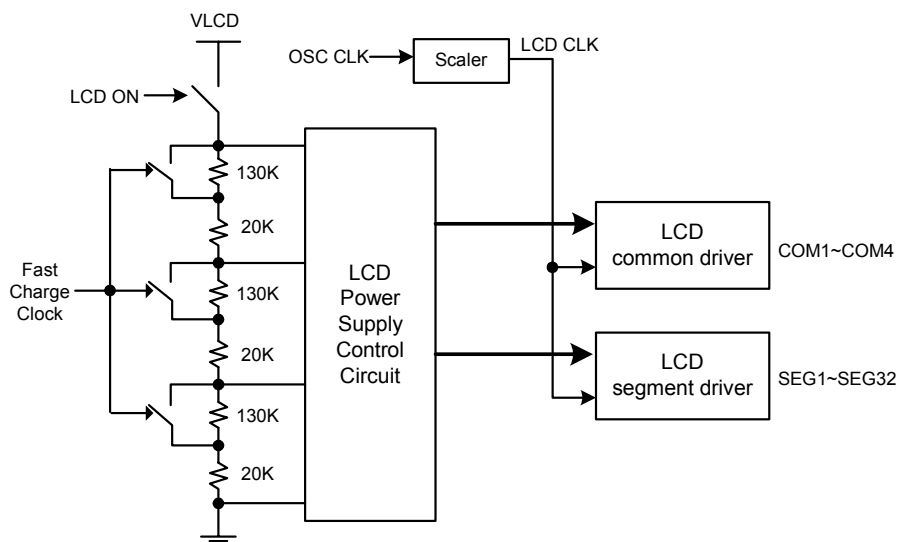 VLCD
OSC CLK
Scaler
LCD CLK
LCD ON
130K
20K
130K
20K
130K
20K
Fast
Charge
Clock
LCD
Power
Supply
Control
Circuit
LCD
common driver
COM1~COM4
LCD
segment driver
SEG1~SEG32